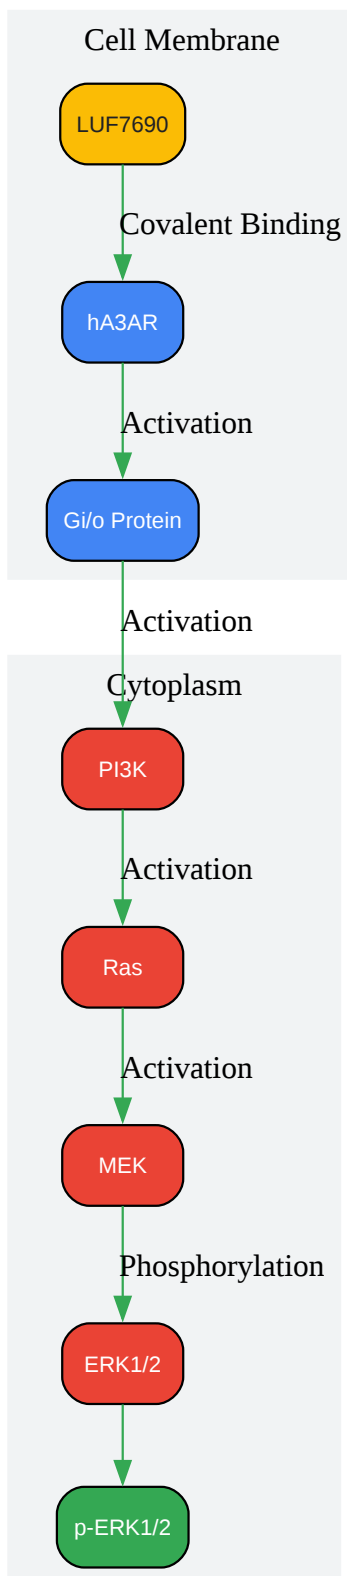 Cell Membrane
LUF7690
Covalent Binding
hA3AR
Activation
Gi/o Protein
Activation
Cytoplasm
PI3K
Activation
Ras
Activation
MEK
Phosphorylation
ERK1/2
p-ERK1/2